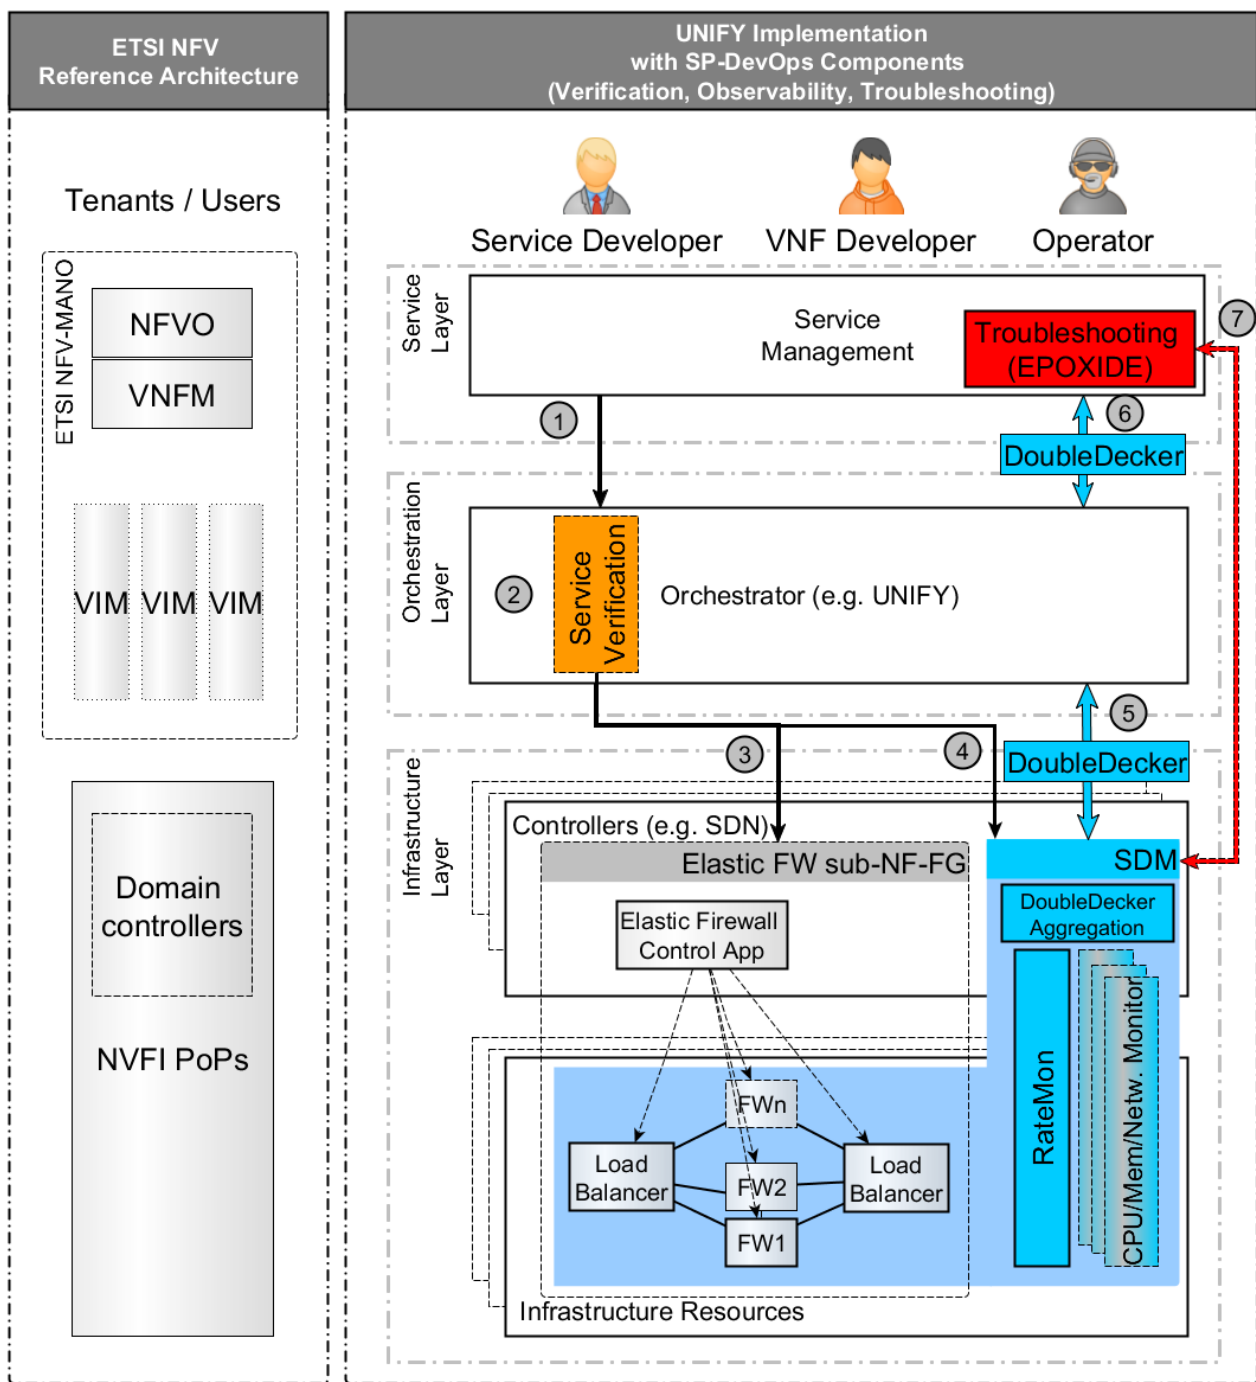 ETSI NFV
Reference Architecture
UNIFY Implementation
with SP-DevOps Components
(Verification, Observability, Troubleshooting)
Tenants / Users
ETSI NFV-MANO
NFVO
VNFM
VIM
VIM
VIM
Domain
controllers
NVFI PoPs
Service Developer
VNF Developer
Operator
Service
Layer
Service
Management
Troubleshooting
(EPOXIDE)
7
1
6
DoubleDecker
Orchestration
Layer
2
Service
Verification
Orchestrator (e.g. UNIFY)
5
3
4
DoubleDecker
Infrastructure
Layer
Controllers (e.g. SDN)
Elastic FW sub-NF-FG
SDM
Elastic Firewall
Control App
DoubleDecker
Aggregation
RateMon
CPU/Mem/Netw. Monitor
FWn
Load
Balancer
FW2
Load
Balancer
FW1
Infrastructure Resources